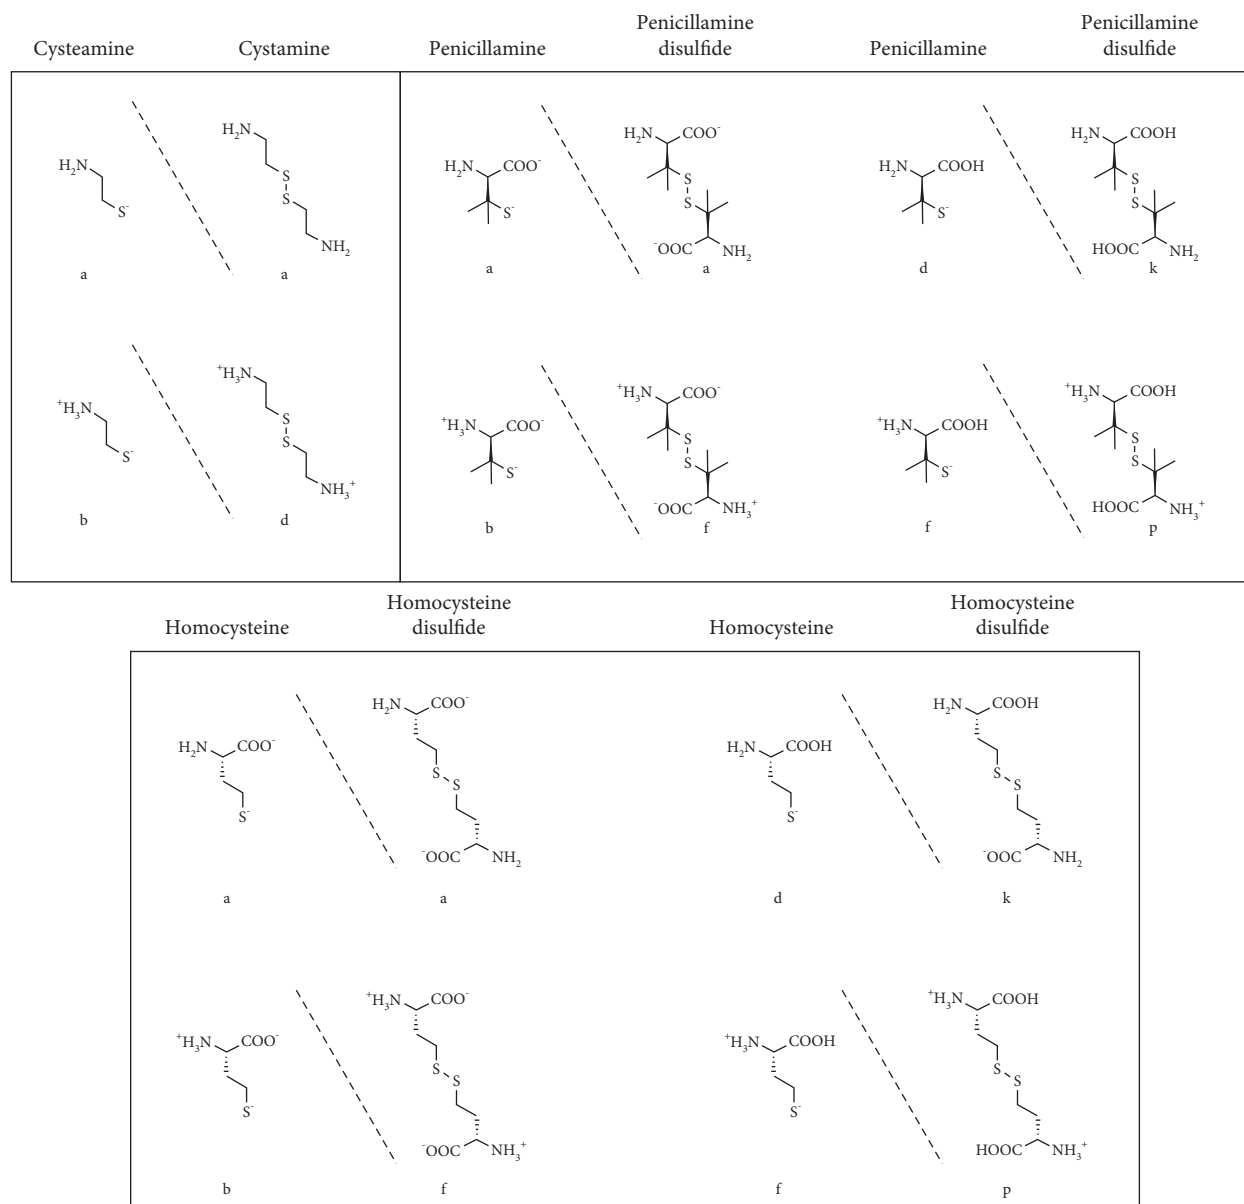 Cysteamine
Cystamine
Penicillamine
Penicillamine
disulfide
Penicillamine
Penicillamine
disulfide
H2N
S-
a
H2N
S
S
NH2
a
H2N
COO-
S-
a
H2N
COO-
S
S
-OOC
NH2
a
H2N
COOH
S-
d
H2N
COOH
S
S
HOOC
NH2
k
+H3N
S-
b
+H3N
S
S
NH3+
d
+H3N
COO-
S-
b
+H3N
COO-
S
S
-OOC
NH3+
f
+H3N
COOH
S-
f
+H3N
COOH
S
S
HOOC
NH3+
p
Homocysteine
Homocysteine
disulfide
Homocysteine
Homocysteine
disulfide
H2N
COO-
S-
a
H2N
COO-
S
S
-OOC
NH2
a
H2N
COOH
S-
d
H2N
COOH
S
S
-OOC
NH2
k
+H3N
COO-
S-
b
+H3N
COO-
S
S
-OOC
NH3+
f
+H3N
COOH
S-
f
+H3N
COOH
S
S
HOOC
NH3+
p